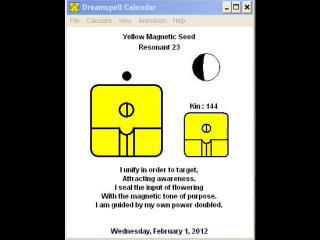 Dreamspell Calendar
File Calculate View Animation Help
Yellow Magnetic Seed
Resonant 23
Kin : 144
I unify in order to target,
Attracting awareness.
I seal the input of flowering
With the magnetic tone of purpose.
I am guided by my own power doubled.
Wednesday, February 1, 2012